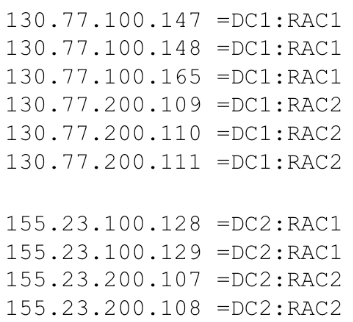 130.77.100.147 =DC1:RAC1
130.77.100.148 =DC1:RAC1
130.77.100.165 =DC1:RAC1
130.77.200.109 =DC1:RAC2
130.77.200.110 =DC1:RAC2
130.77.200.111 =DC1:RAC2
155.23.100.128 =DC2:RAC1
155.23.100.129 =DC2:RAC1
155.23.200.107 =DC2:RAC2
155.23.200.108 =DC2:RAC2